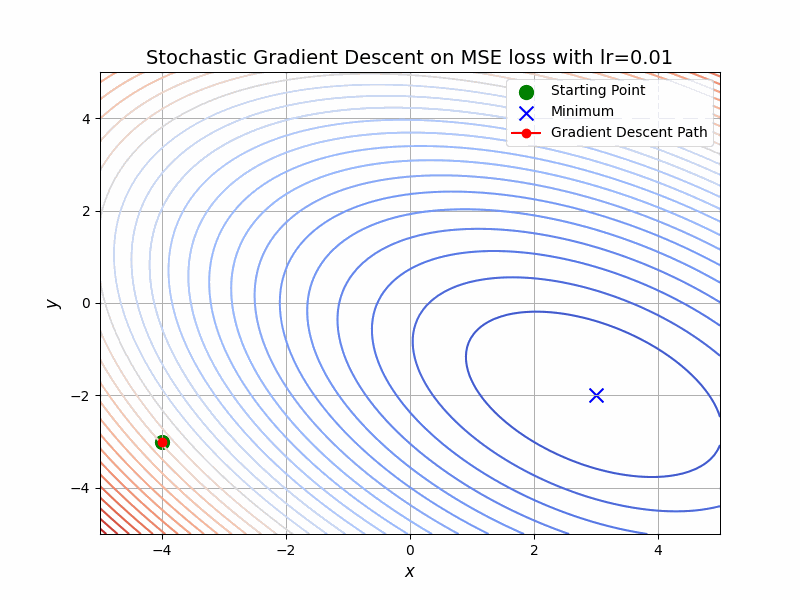 Stochastic Gradient Descent on MSE loss with lr=0.01
Starting Point
Minimum
Gradient Descent Path
4
2
0
−2
−4
y
−4 −2 0 2 4
x